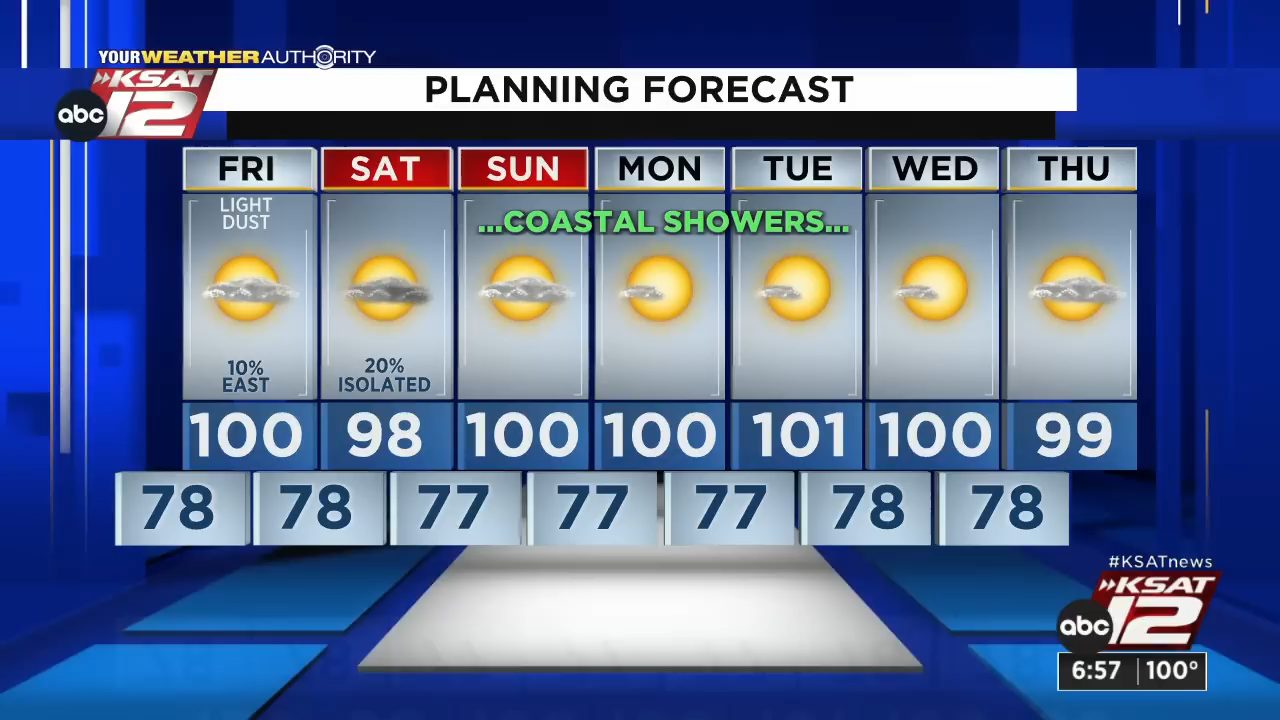 YOURWEATHERAUTHORITY
KSAT
abc 12
PLANNING FORECAST
FRI SAT SUN MON TUE WED THU
LIGHT
DUST
...COASTAL SHOWERS...
10%
EAST
20%
ISOLATED
100 98 100 100 101 100 99
78 78 77 77 77 78 78
#KSATnews
KSAT
abc 12
6:57 100°